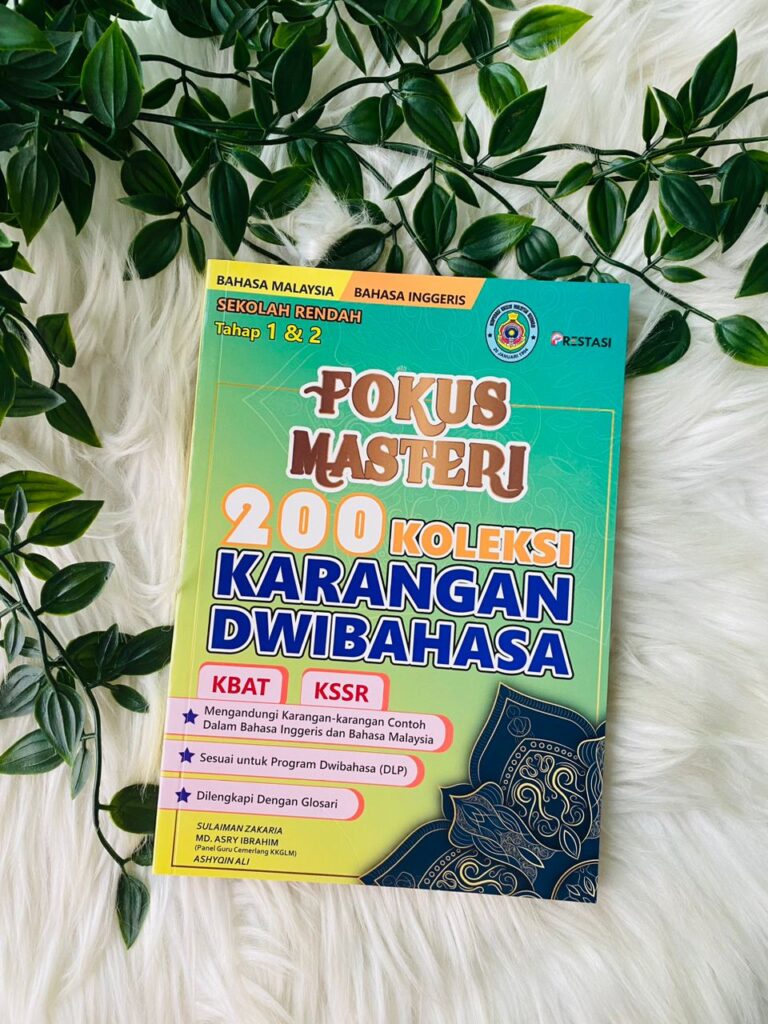 BAHASA MALAYSIA
BAHASA INGGERIS
SEKOLAH RENDAH
Tahap 1 & 2
PRESTASI
FOKUS
MASTERI
200 KOLEKSI
KARANGAN
DWIBAHASA
KBAT
KSSR
Mengandungi Karangan-karangan Contoh
Dalam Bahasa Inggeris dan Bahasa Malaysia
Sesuai untuk Program Dwibahasa (DLP)
Dilengkapi Dengan Glosari
SULAIMAN ZAKARIA
MD. ASRY IBRAHIM
(Panel Guru Cemerlang KKGLM)
ASHYQIN ALI